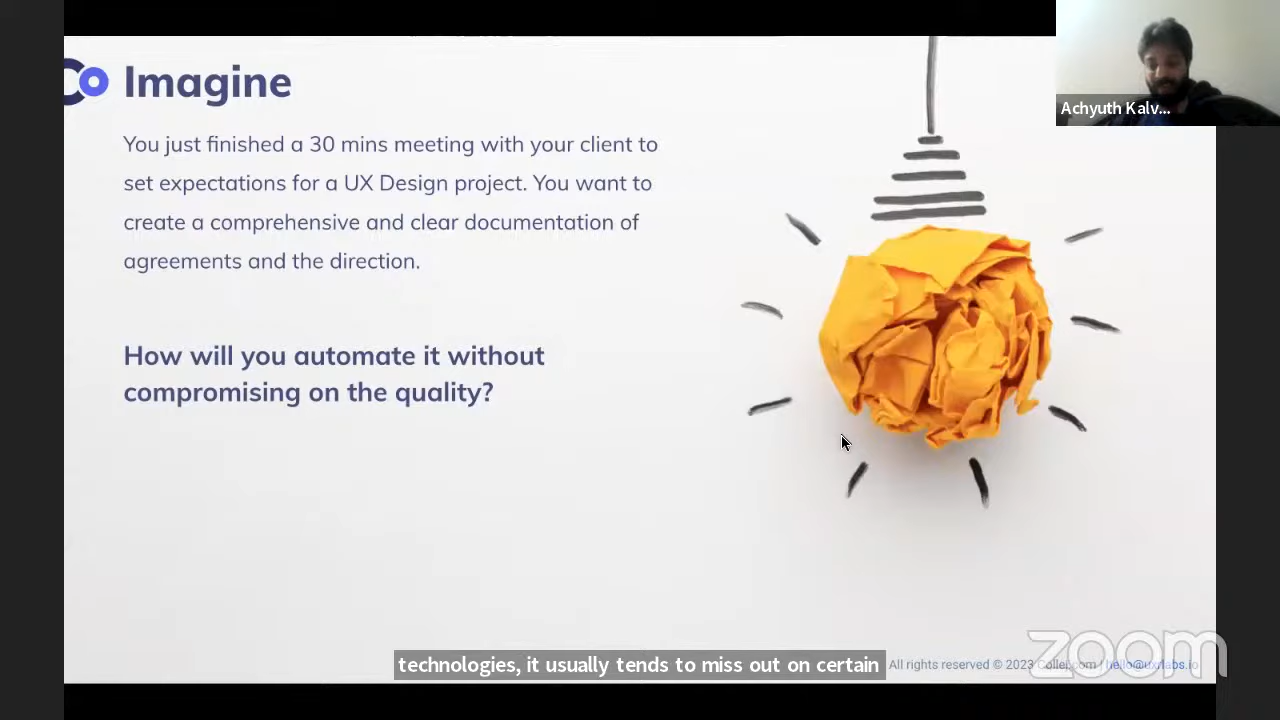 Imagine
You just finished a 30 mins meeting with your client to
set expectations for a UX Design project. You want to
create a comprehensive and clear documentation of
agreements and the direction.
How will you automate it without
compromising on the quality?
Achyuth Kalv...
technologies, it usually tends to miss out on certain
All rights reserved © 2023 .com |
zoom